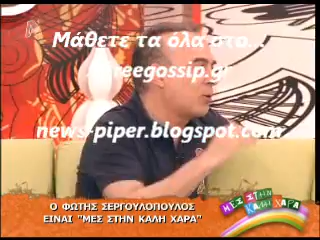 Μάθετε τα όλα στο...
reegossip.gr
news-piper.blogspot.com
Ο ΦΩΤΗΣ ΣΕΡΓΟΥΛΟΠΟΥΛΟΣ
ΕΙΝΑΙ "ΜΕΣ ΣΤΗΝ ΚΑΛΗ ΧΑΡΑ"
ΜΕΣ ΣΤΗΝ
ΚΑΛΗ ΧΑΡΑ